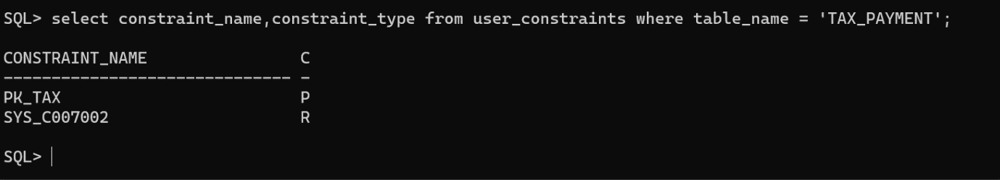 SQL> select constraint_name,constraint_type from user_constraints where table_name = 'TAX_PAYMENT';
CONSTRAINT_NAME                C
------------------------------ -
PK_TAX                         P
SYS_C007002                    R
SQL>